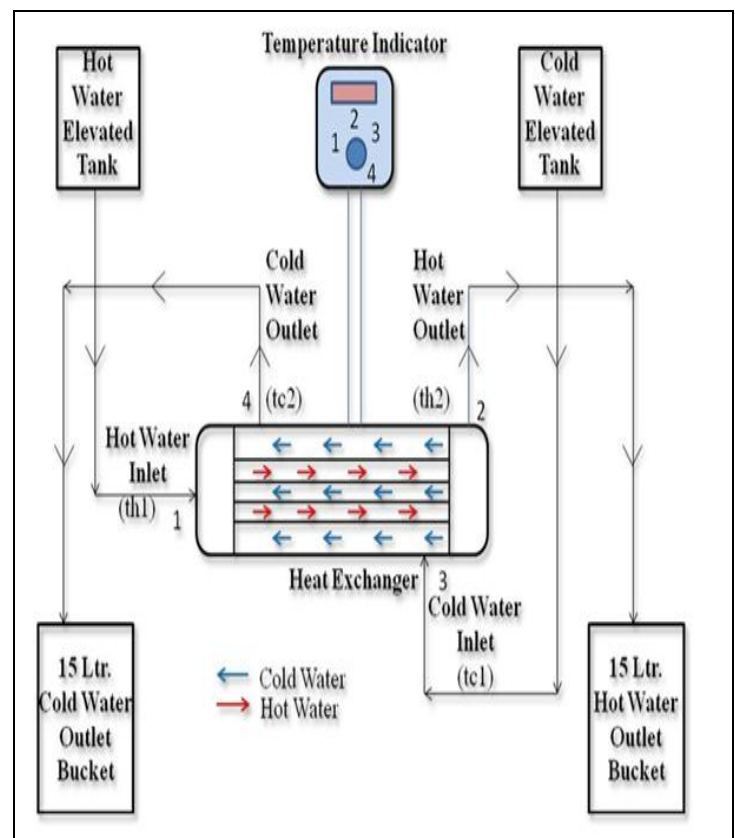 Temperature Indicator
Hot
Water
Elevated
Tank
1
2
3
4
Cold
Water
Elevated
Tank
Cold
Water
Outlet
Hot
Water
Outlet
4 (tc2)
(th2) 2
Hot Water
Inlet
(th1) 1
Heat Exchanger 3
Cold Water
Inlet
(tc1)
15 Ltr.
Cold Water
Outlet
Bucket
Cold Water
Hot Water
15 Ltr.
Hot Water
Outlet
Bucket